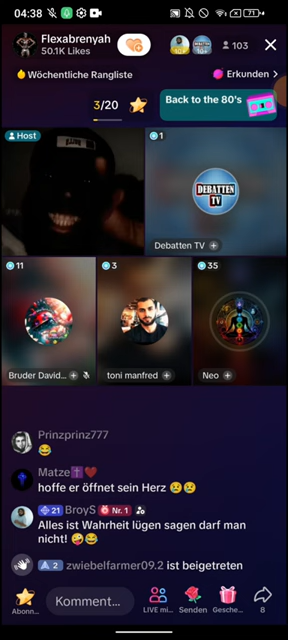 04:38
71
Flexabrenyah
50.1K Likes
103
Wöchentliche Rangliste
Erkunden >
3/20
Back to the 80's
Host
1
DEBATTEN
TV
Debatten TV
11
3
35
Bruder David...
toni manfred
Neo
Prinzprinz777
😂
Matze✝️❤️
hoffe er öffnet sein Herz 😢😢
21 BroyS Nr. 1
Alles ist Wahrheit lügen sagen darf man
nicht! 🤪😂
2 zwiebelfarmer09.2 ist beigetreten
Komment...
Abonn...
LIVE mi...
Senden
Gesche...
8